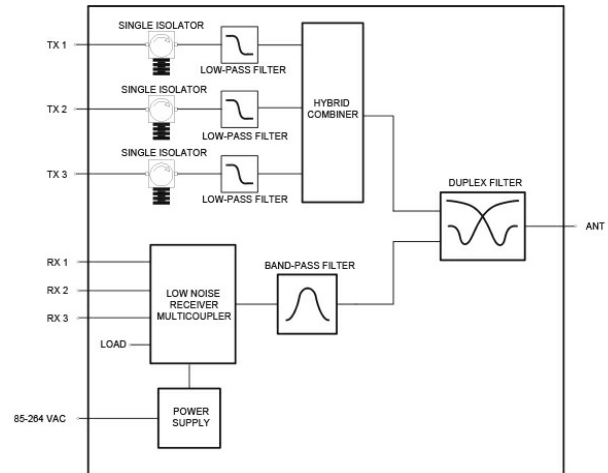 SINGLE ISOLATOR
TX 1
LOW-PASS FILTER
SINGLE ISOLATOR
TX 2
LOW-PASS FILTER
SINGLE ISOLATOR
TX 3
LOW-PASS FILTER
HYBRID
COMBINER
DUPLEX FILTER
ANT
RX 1
RX 2
RX 3
LOAD
LOW NOISE
RECEIVER
MULTICOUPLER
BAND-PASS FILTER
85-264 VAC
POWER
SUPPLY